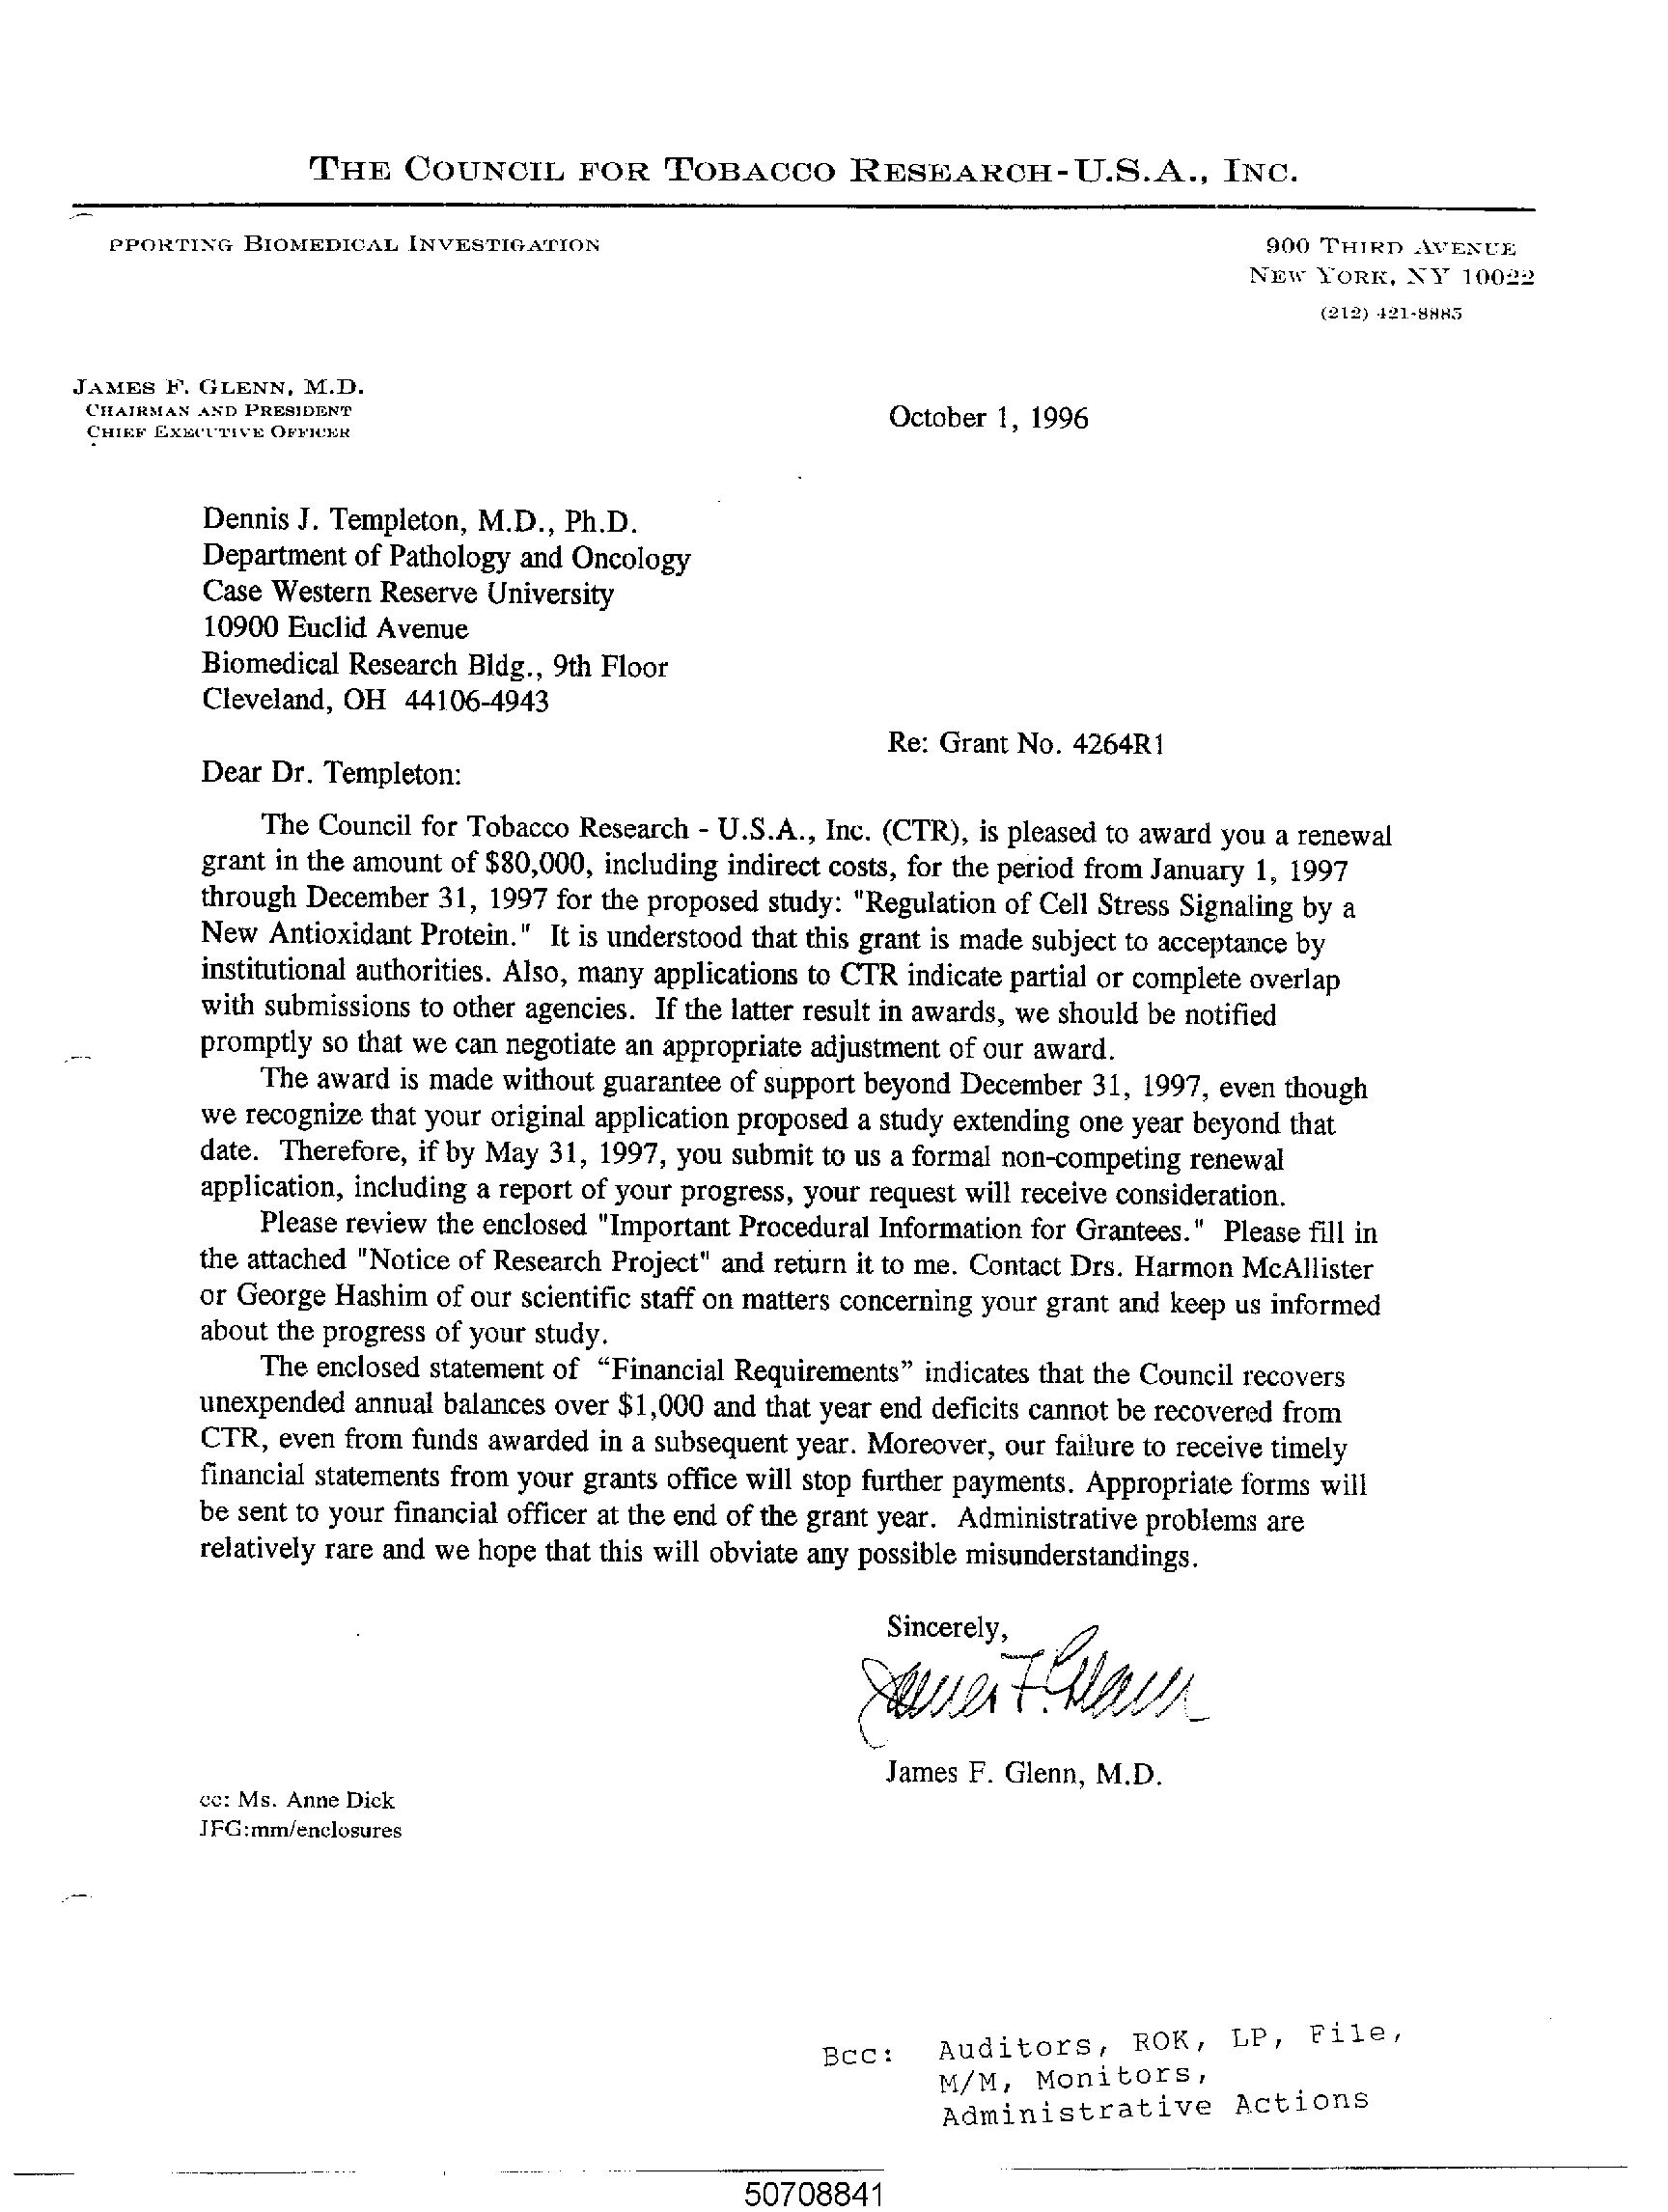 THE COUNCIL FOR TOBACCO RESEARCH-U.S.A., INC.
PPORTING BIOMEDICAL INVESTIGATION
900 THIRD AVENUE
NEW YORK, NY 10022
(212) 421-8885
JAMES F. GLENN, M.D.
CHAIRMAN AND PRESIDENT
CHIEF EXECUTIVE OFFICER
October 1, 1996
Dennis J. Templeton, M.D., Ph.D.
Department of Pathology and Oncology
Case Western Reserve University
10900 Euclid Avenue
Biomedical Research Bldg., 9th Floor
Cleveland, OH 44106-4943
Re: Grant No. 4264R1
Dear Dr. Templeton:
The Council for Tobacco Research - U.S.A., Inc. (CTR), is pleased to award you a renewal
grant in the amount of $80,000, including indirect costs, for the period from January 1, 1997
through December 31, 1997 for the proposed study: "Regulation of Cell Stress Signaling by a
New Antioxidant Protein." It is understood that this grant is made subject to acceptance by
institutional authorities. Also, many applications to CTR indicate partial or complete overlap
with submissions to other agencies. If the latter result in awards, we should be notified
promptly so that we can negotiate an appropriate adjustment of our award.
The award is made without guarantee of support beyond December 31, 1997, even though
we recognize that your original application proposed a study extending one year beyond that
date. Therefore, if by May 31, 1997, you submit to us a formal non-competing renewal
application, including a report of your progress, your request will receive consideration.
Please review the enclosed "Important Procedural Information for Grantees." Please fill in
the attached "Notice of Research Project" and return it to me. Contact Drs. Harmon McAllister
or George Hashim of our scientific staff on matters concerning your grant and keep us informed
about the progress of your study.
The enclosed statement of “Financial Requirements” indicates that the Council recovers
unexpended annual balances over $1,000 and that year end deficits cannot be recovered from
CTR, even from funds awarded in a subsequent year. Moreover, our failure to receive timely
financial statements from your grants office will stop further payments. Appropriate forms will
be sent to your financial officer at the end of the grant year. Administrative problems are
relatively rare and we hope that this will obviate any possible misunderstandings.
Sincerely,
James F. Glenn
James F. Glenn, M.D.
cc: Ms. Anne Dick
JFG:mm/enclosures
Bcc: Auditors, ROK, LP, File,
M/M, Monitors,
Administrative Actions
50708841